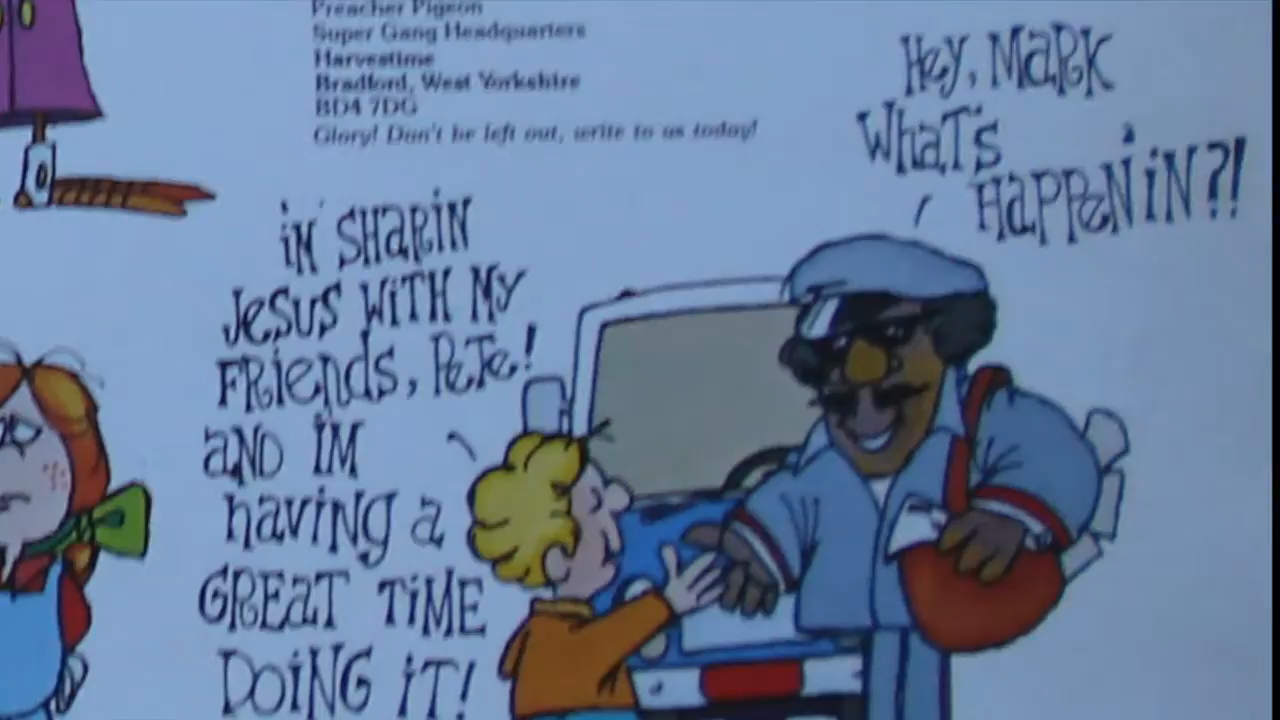 Preacher Pigeon
Super Gang Headquarters
Harvestime
Bradford, West Yorkshire
BD4 7DG
Glory! Don't be left out, write to us today!
Hey, Mark
What's
Happenin?!
in sharin
Jesus with my
friends, Pete!
and I'm
having a
great time
doing it!